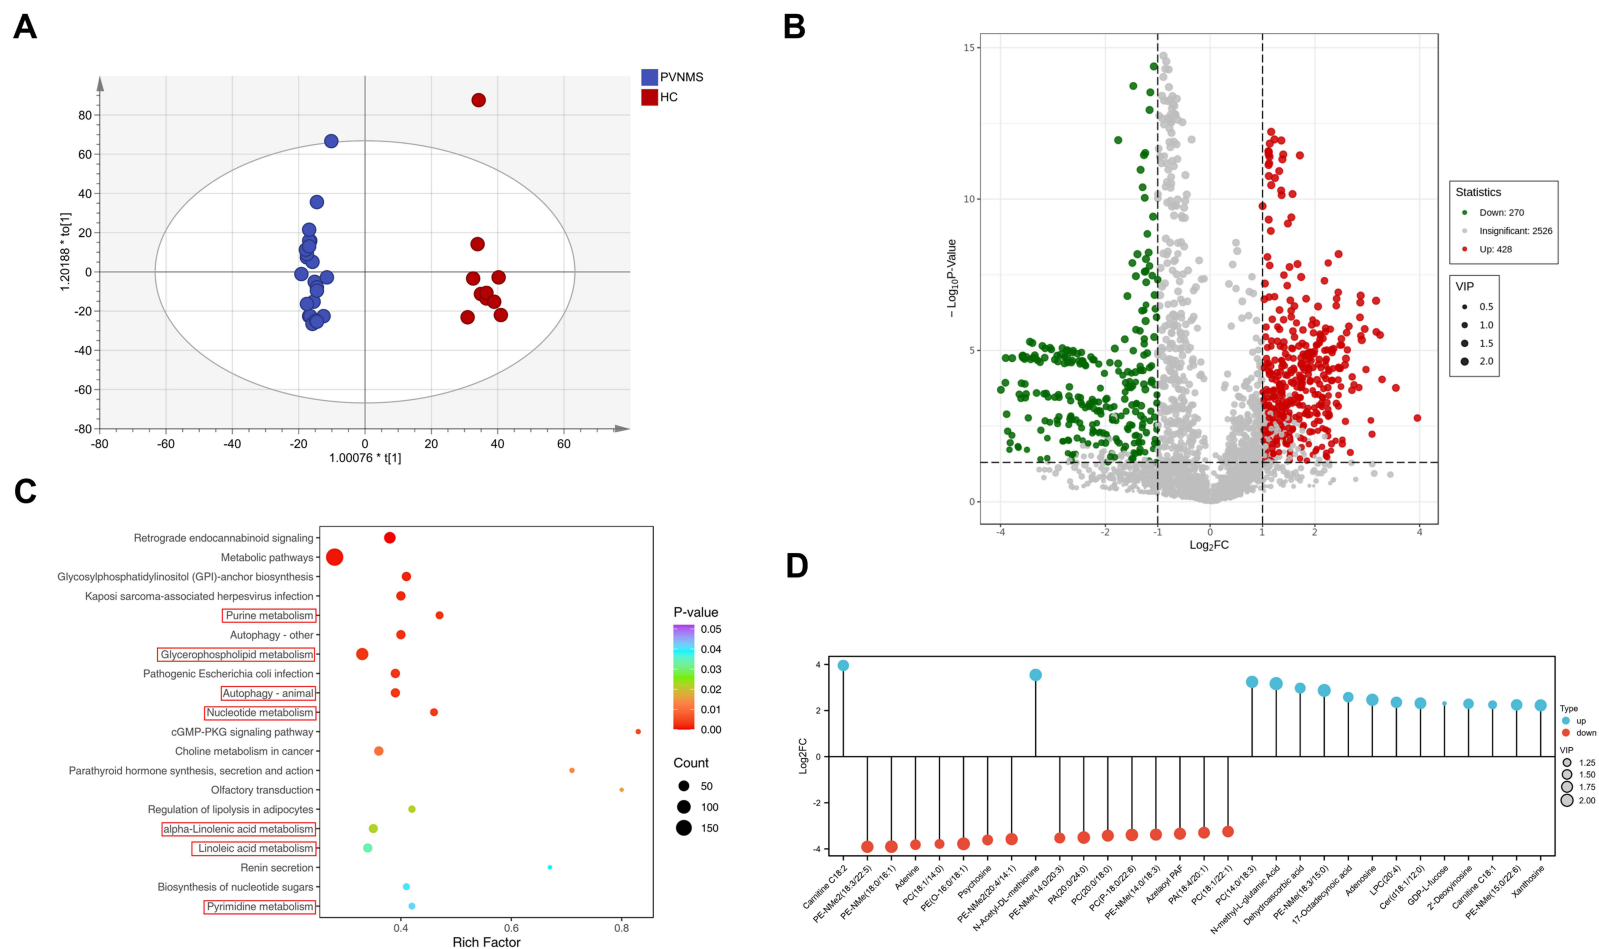 A
PVNMS
HC
80
60
40
20
0
-20
-40
-60
-80
1.20188 * to[1]
-80
-60
-40
-20
0
20
40
60
1.00076 * t[1]
B
15
10
5
0
− Log10P-Value
-4
-2
-1
0
1
2
4
Log2FC
Statistics
Down: 270
Insignificant: 2526
Up: 428
VIP
0.5
1.0
1.5
2.0
C
Retrograde endocannabinoid signaling
Metabolic pathways
Glycosylphosphatidylinositol (GPI)-anchor biosynthesis
Kaposi sarcoma-associated herpesvirus infection
Purine metabolism
Autophagy - other
Glycerophospholipid metabolism
Pathogenic Escherichia coli infection
Autophagy - animal
Nucleotide metabolism
cGMP-PKG signaling pathway
Choline metabolism in cancer
Parathyroid hormone synthesis, secretion and action
Olfactory transduction
Regulation of lipolysis in adipocytes
alpha-Linolenic acid metabolism
Linoleic acid metabolism
Renin secretion
Biosynthesis of nucleotide sugars
Pyrimidine metabolism
0.4
0.6
0.8
Rich Factor
P-value
0.05
0.04
0.03
0.02
0.01
0.00
Count
50
100
150
D
4
2
0
-2
-4
Log2FC
Carnitine C18:2
PE-NMe2(18:3/22:5)
PE-NMe(18:0/16:1)
Adenine
PC(18:1/14:0)
PE(O-16:0/18:1)
Psychosine
PE-NMe2(20:4/14:1)
N-Acetyl-DL-methionine
PE-NMe(14:0/20:3)
PA(20:0/24:0)
PC(20:0/18:0)
PC(P-18:0/22:6)
PE-NMe(14:0/18:3)
Azelaoyl PAF
PA(18:4/20:1)
PC(18:1/22:1)
PC(14:0/18:3)
N-methyl-L-glutamic Acid
Dehydroascorbic acid
PE-NMe(18:3/15:0)
17-Octadecynoic acid
Adenosine
LPC(20:4)
Cer(d18:1/12:0)
GDP-L-fucose
2'-Deoxyinosine
Carnitine C18:1
PE-NMe(15:0/22:6)
Xanthosine
Type
up
down
VIP
1.25
1.50
1.75
2.00